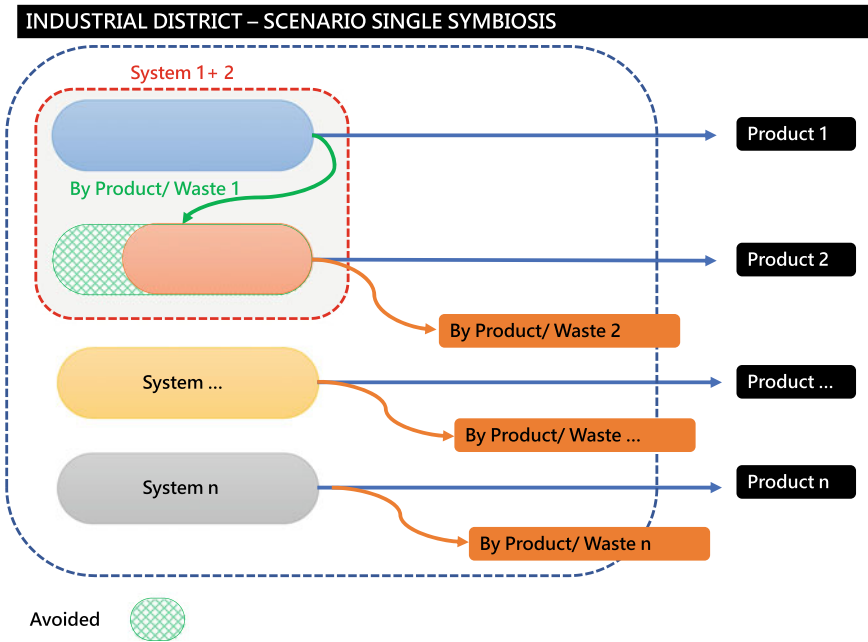 INDUSTRIAL DISTRICT – SCENARIO SINGLE SYMBIOSIS
System 1+ 2
Product 1
By Product/ Waste 1
Product 2
By Product/ Waste 2
System ...
Product ...
By Product/ Waste ...
System n
Product n
By Product/ Waste n
Avoided